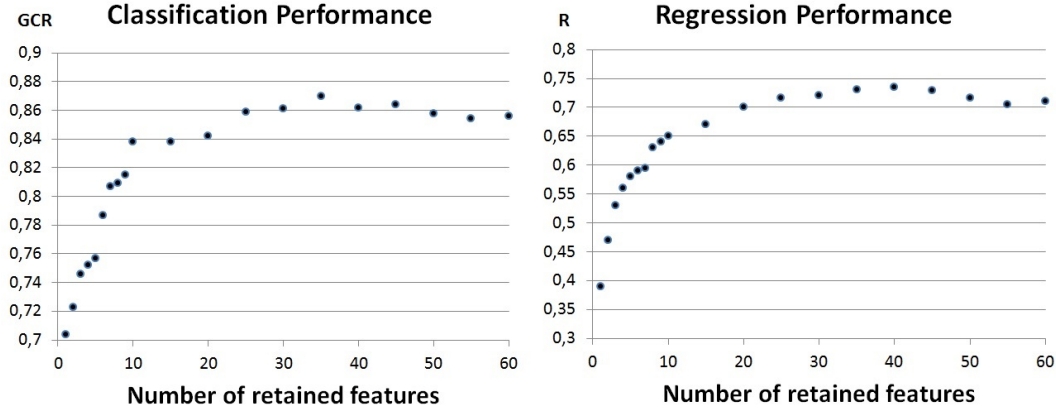 GCR
Classification Performance
0,9
0,88
0,86
0,84
0,82
0,8
0,78
0,76
0,74
0,72
0,7
0 10 20 30 40 50 60
Number of retained features
R
Regression Performance
0,8
0,75
0,7
0,65
0,6
0,55
0,5
0,45
0,4
0,35
0,3
0 10 20 30 40 50 60
Number of retained features